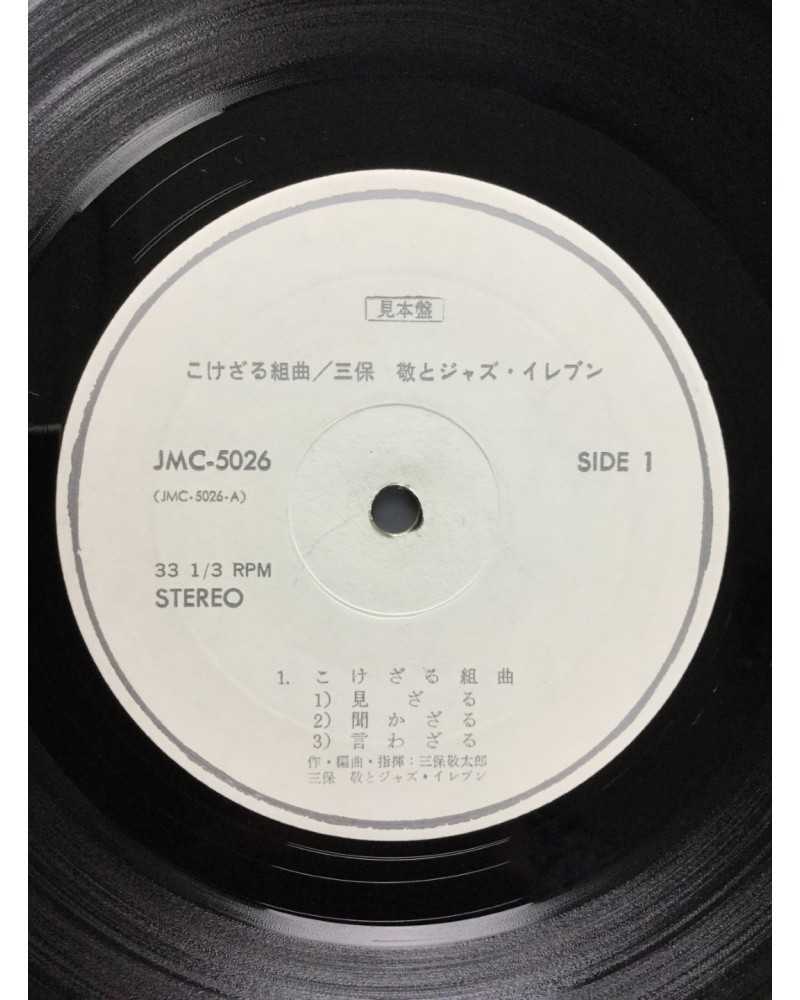 見本盤
こけざる組曲／三保　敬とジャズ・イレブン
JMC-5026
SIDE 1
(JMC-5026-A)
33 1/3 RPM
STEREO
1. こけざる組曲
1) 見ざる
2) 聞かざる
3) 言わざる
作・編曲・指揮：三保敬太郎
三保　敬とジャズ・イレブン